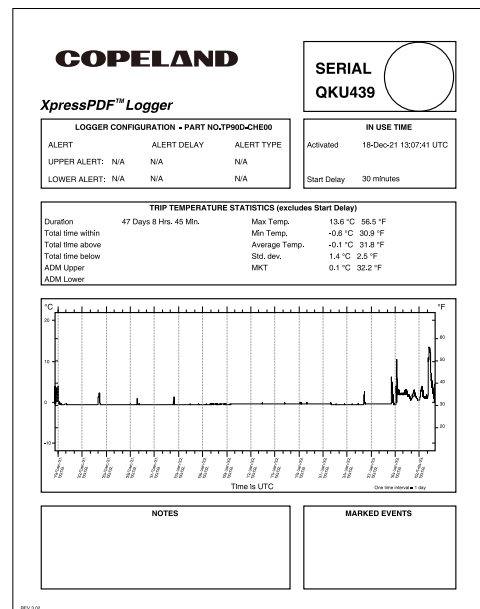 COPELAND
SERIAL
QKU439
XpressPDF™ Logger
LOGGER CONFIGURATION - PART NO.TP90D-CHE00
ALERT ALERT DELAY ALERT TYPE
UPPER ALERT: N/A N/A N/A
LOWER ALERT: N/A N/A N/A
IN USE TIME
Activated 18-Dec-21 13:07:41 UTC
Start Delay 30 minutes
TRIP TEMPERATURE STATISTICS (excludes Start Delay)
Duration 47 Days 8 Hrs. 45 Min. Max Temp. 13.6 °C 56.5 °F
Total time within Min Temp. -0.6 °C 30.9 °F
Total time above Average Temp. -0.1 °C 31.8 °F
Total time below Std. dev. 1.4 °C 2.5 °F
ADM Upper MKT 0.1 °C 32.2 °F
ADM Lower
°C °F
20
60
10
50
40
0
30
20
-10
Time is UTC
One time interval = 1 day
NOTES
MARKED EVENTS